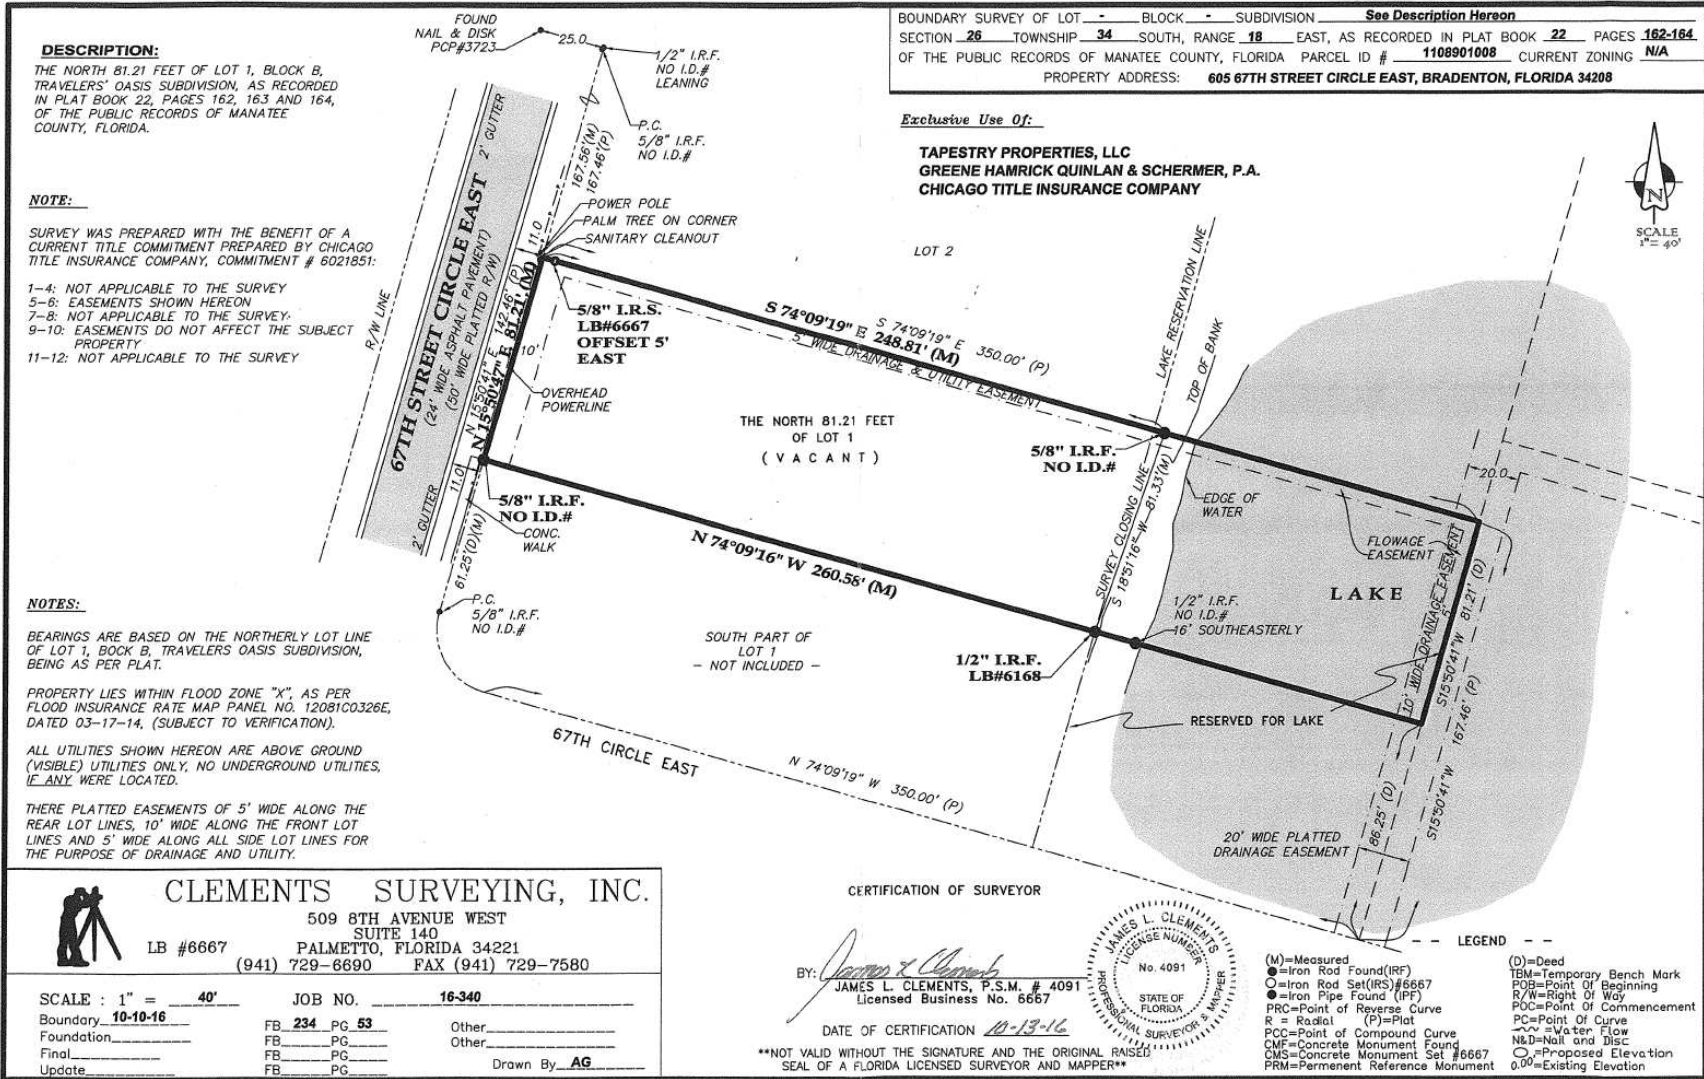 BOUNDARY SURVEY OF LOT - BLOCK - SUBDIVISION See Description Hereon
SECTION 26 TOWNSHIP 34 SOUTH, RANGE 18 EAST, AS RECORDED IN PLAT BOOK 22 PAGES 162-164
OF THE PUBLIC RECORDS OF MANATEE COUNTY, FLORIDA PARCEL ID # 1108901008 CURRENT ZONING N/A
PROPERTY ADDRESS: 605 67TH STREET CIRCLE EAST, BRADENTON, FLORIDA 34208
DESCRIPTION:
THE NORTH 81.21 FEET OF LOT 1, BLOCK B,
TRAVELERS' OASIS SUBDIVISION, AS RECORDED
IN PLAT BOOK 22, PAGES 162, 163 AND 164,
OF THE PUBLIC RECORDS OF MANATEE
COUNTY, FLORIDA.
NOTE:
SURVEY WAS PREPARED WITH THE BENEFIT OF A
CURRENT TITLE COMMITMENT PREPARED BY CHICAGO
TITLE INSURANCE COMPANY, COMMITMENT # 6021851:
1-4: NOT APPLICABLE TO THE SURVEY
5-6: EASEMENTS SHOWN HEREON
7-8: NOT APPLICABLE TO THE SURVEY
9-10: EASEMENTS DO NOT AFFECT THE SUBJECT
PROPERTY
11-12: NOT APPLICABLE TO THE SURVEY
Exclusive Use Of:
TAPESTRY PROPERTIES, LLC
GREENE HAMRICK QUINLAN & SCHERMER, P.A.
CHICAGO TITLE INSURANCE COMPANY
N
SCALE
1"= 40'
FOUND
NAIL & DISK
PCP#3723
25.0
1/2" I.R.F.
NO I.D.#
LEANING
P.C.
5/8" I.R.F.
NO I.D.#
167.56'(M)
167.46'(P)
POWER POLE
PALM TREE ON CORNER
SANITARY CLEANOUT
2' GUTTER
11.0
R/W LINE
67TH STREET CIRCLE EAST
(24' WIDE ASPHALT PAVEMENT)
(50' WIDE PLATTED R/W)
N 15°50'41" E 142.46' (P)
N 15°50'47" E 81.21' (M)
10'
5/8" I.R.S.
LB#6667
OFFSET 5'
EAST
OVERHEAD
POWERLINE
LOT 2
S 74°09'19" E 248.81' (M)
S 74°09'19" E 350.00' (P)
5' WIDE DRAINAGE & UTILITY EASEMENT
LAKE RESERVATION LINE
TOP OF BANK
THE NORTH 81.21 FEET
OF LOT 1
( V A C A N T )
5/8" I.R.F.
NO I.D.#
EDGE OF
WATER
20.0
FLOWAGE
EASEMENT
LAKE
5'
10' WIDE DRAINAGE EASEMENT
S15°50'41"W 81.21' (D)
S15°50'41"W 167.46' (P)
SURVEY CLOSING LINE
S 18°51'16" W 81.33'(M)
2' GUTTER
11.0
5/8" I.R.F.
NO I.D.#
CONC.
WALK
61.25'(D)(M)
P.C.
5/8" I.R.F.
NO I.D.#
N 74°09'16" W 260.58' (M)
1/2" I.R.F.
NO I.D.#
16' SOUTHEASTERLY
SOUTH PART OF
LOT 1
- NOT INCLUDED -
1/2" I.R.F.
LB#6168
RESERVED FOR LAKE
67TH CIRCLE EAST
N 74°09'19" W 350.00' (P)
86.25' (D)
20' WIDE PLATTED
DRAINAGE EASEMENT
NOTES:
BEARINGS ARE BASED ON THE NORTHERLY LOT LINE
OF LOT 1, BOCK B, TRAVELERS OASIS SUBDIVISION,
BEING AS PER PLAT.
PROPERTY LIES WITHIN FLOOD ZONE "X", AS PER
FLOOD INSURANCE RATE MAP PANEL NO. 12081C0326E,
DATED 03-17-14, (SUBJECT TO VERIFICATION).
ALL UTILITIES SHOWN HEREON ARE ABOVE GROUND
(VISIBLE) UTILITIES ONLY, NO UNDERGROUND UTILITIES,
IF ANY WERE LOCATED.
THERE PLATTED EASEMENTS OF 5' WIDE ALONG THE
REAR LOT LINES, 10' WIDE ALONG THE FRONT LOT
LINES AND 5' WIDE ALONG ALL SIDE LOT LINES FOR
THE PURPOSE OF DRAINAGE AND UTILITY.
CLEMENTS SURVEYING, INC.
509 8TH AVENUE WEST
SUITE 140
LB #6667 PALMETTO, FLORIDA 34221
(941) 729-6690 FAX (941) 729-7580
SCALE : 1" = 40' JOB NO. 16-340
Boundary 10-10-16 FB 234 PG 53 Other
Foundation FB PG Other
Final FB PG
Update FB PG Drawn By AG
CERTIFICATION OF SURVEYOR
BY: James L Clements
JAMES L. CLEMENTS, P.S.M. # 4091
Licensed Business No. 6667
DATE OF CERTIFICATION 10-13-16
**NOT VALID WITHOUT THE SIGNATURE AND THE ORIGINAL RAISED
SEAL OF A FLORIDA LICENSED SURVEYOR AND MAPPER**
JAMES L. CLEMENTS
LICENSE NUMBER
No. 4091
STATE OF
FLORIDA
PROFESSIONAL SURVEYOR & MAPPER
LEGEND
(M)=Measured
=Iron Rod Found(IRF)
=Iron Rod Set(IRS)#6667
=Iron Pipe Found (IPF)
PRC=Point of Reverse Curve
R = Radial (P)=Plat
PCC=Point of Compound Curve
CMF=Concrete Monument Found
CMS=Concrete Monument Set #6667
PRM=Permenent Reference Monument
(D)=Deed
TBM=Temporary Bench Mark
POB=Point Of Beginning
R/W=Right Of Way
POC=Point Of Commencement
PC=Point Of Curve
=Water Flow
N&D=Nail and Disc
=Proposed Elevation
0.00=Existing Elevation